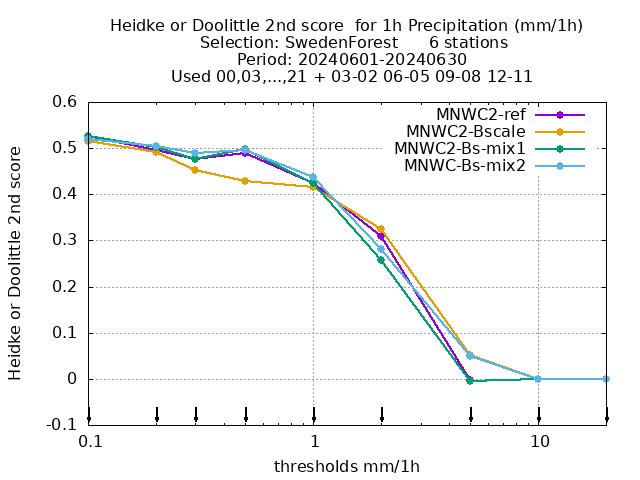 Heidke or Doolittle 2nd score  for 1h Precipitation (mm/1h)
Selection: SwedenForest      6 stations
Period: 20240601-20240630
Used 00,03,...,21 + 03-02 06-05 09-08 12-11
MNWC2-ref
MNWC2-Bscale
MNWC2-Bs-mix1
MNWC-Bs-mix2
Heidke or Doolittle 2nd score
0.6
0.5
0.4
0.3
0.2
0.1
0
-0.1
0.1 1 10
thresholds mm/1h